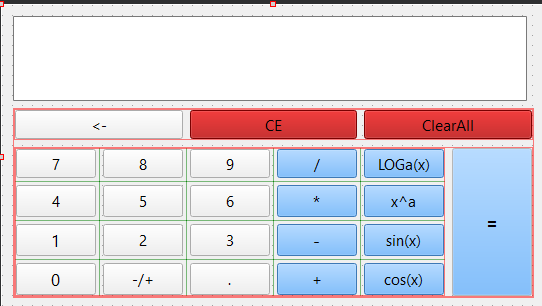 <- CE ClearAll
7 8 9 / LOGa(x)
4 5 6 * x^a
=
1 2 3 - sin(x)
0 -/+ . + cos(x)